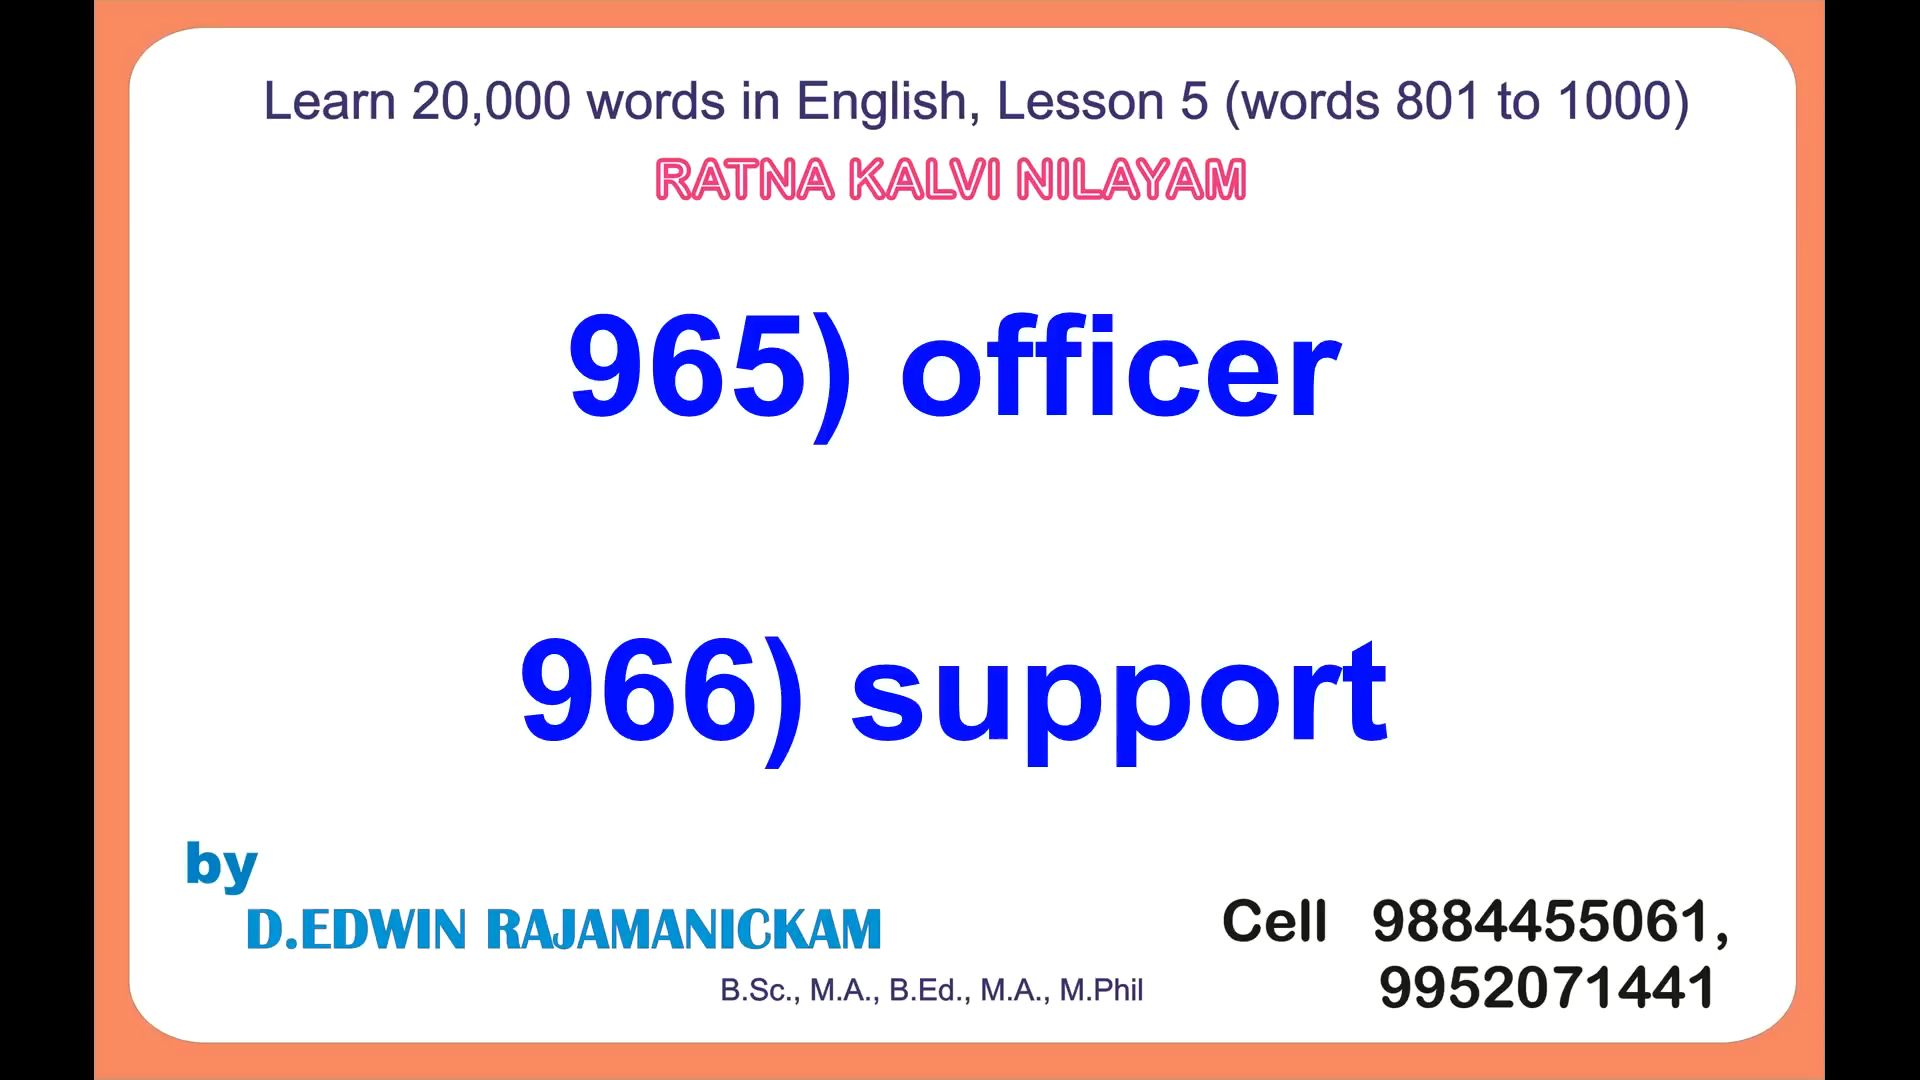 Learn 20,000 words in English, Lesson 5 (words 801 to 1000)
RATNA KALVI NILAYAM
965) officer
966) support
by
D.EDWIN RAJAMANICKAM
B.Sc., M.A., B.Ed., M.A., M.Phil
Cell 9884455061,
9952071441